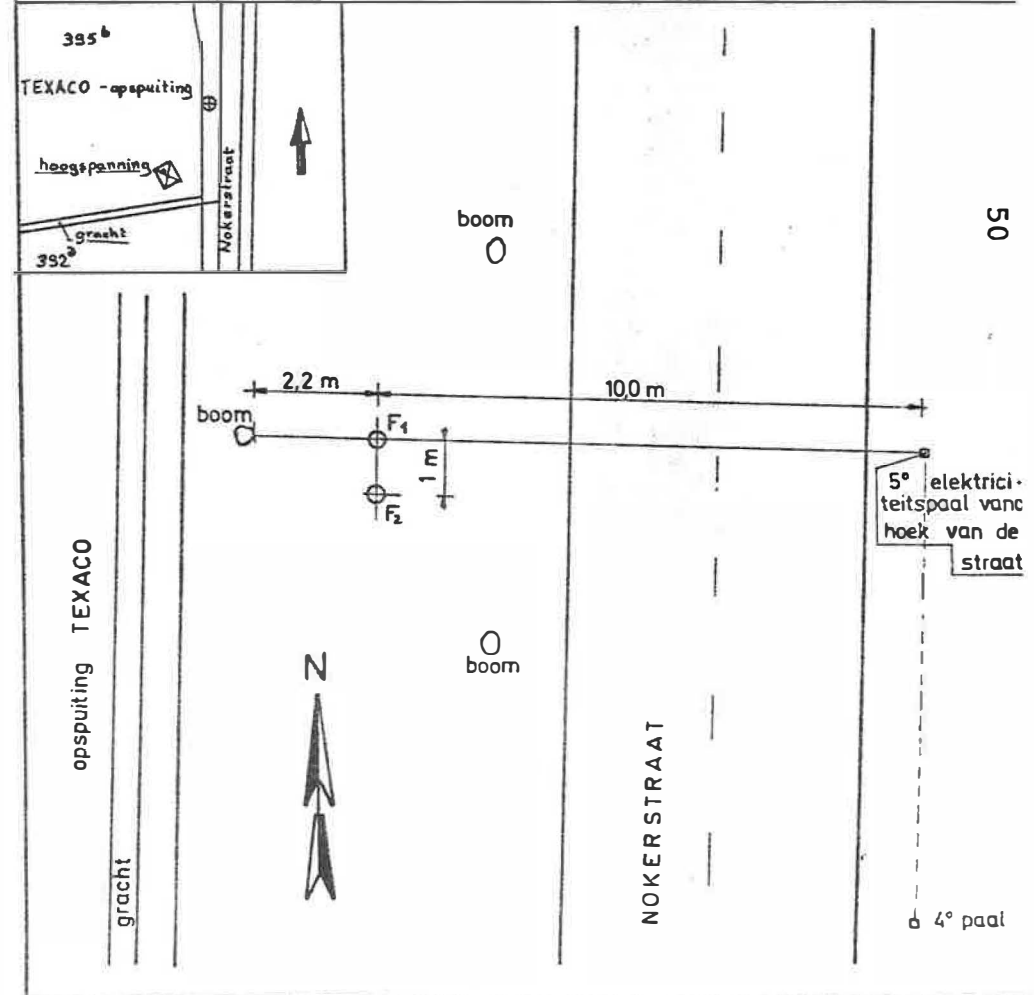 395b
TEXACO - opspuiting
hoogspanning
gracht
392a
Nokerstraat
boom
50
2,2 m
10,0 m
boom
F1
1 m
F2
5° elektrici-
teitspaal vanc
hoek van de
straat
opspuiting TEXACO
boom
N
NOKERSTRAAT
gracht
4° paal